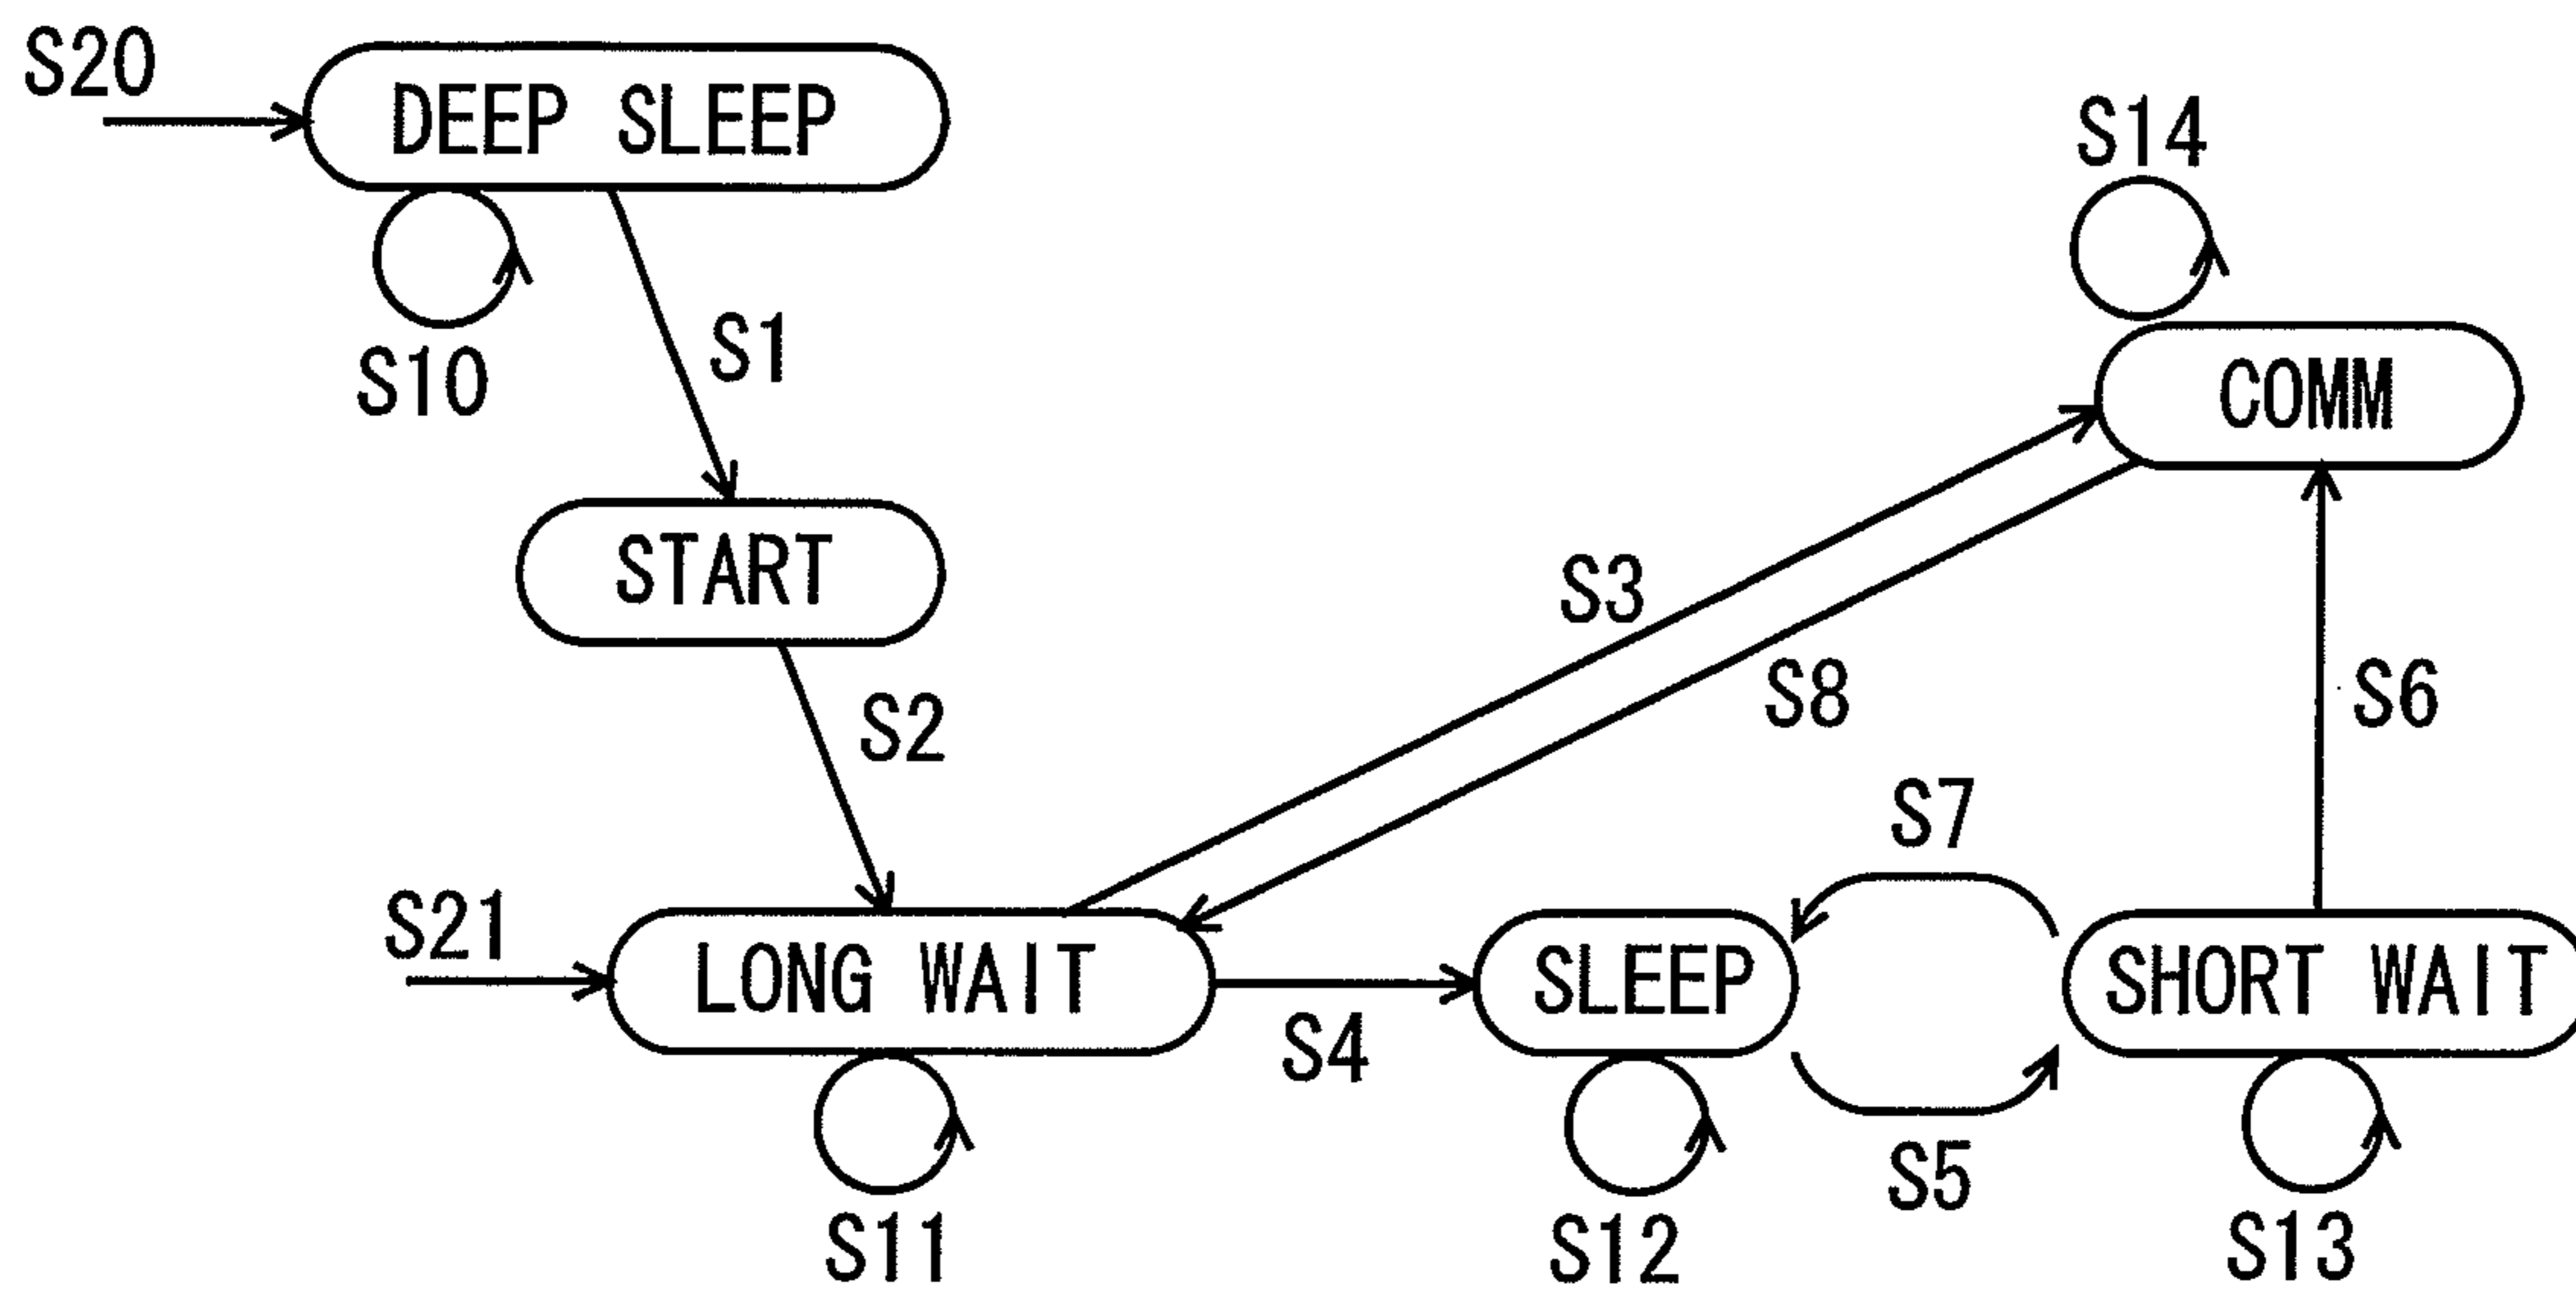 S20
DEEP SLEEP
S14
S10
S1
COMM
START
S3
S8
S6
S2
S7
S21
LONG WAIT
SLEEP
SHORT WAIT
S4
S5
S11
S12
S13